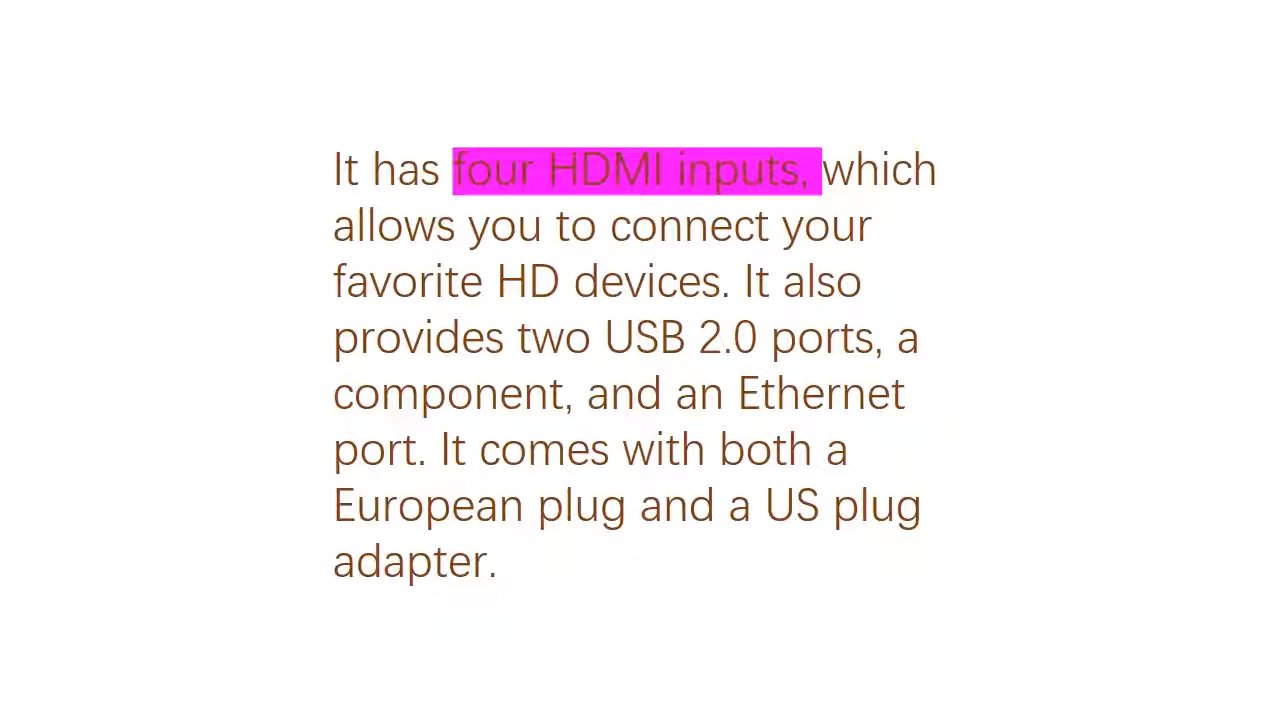 It has four HDMI inputs, which
allows you to connect your
favorite HD devices. It also
provides two USB 2.0 ports, a
component, and an Ethernet
port. It comes with both a
European plug and a US plug
adapter.